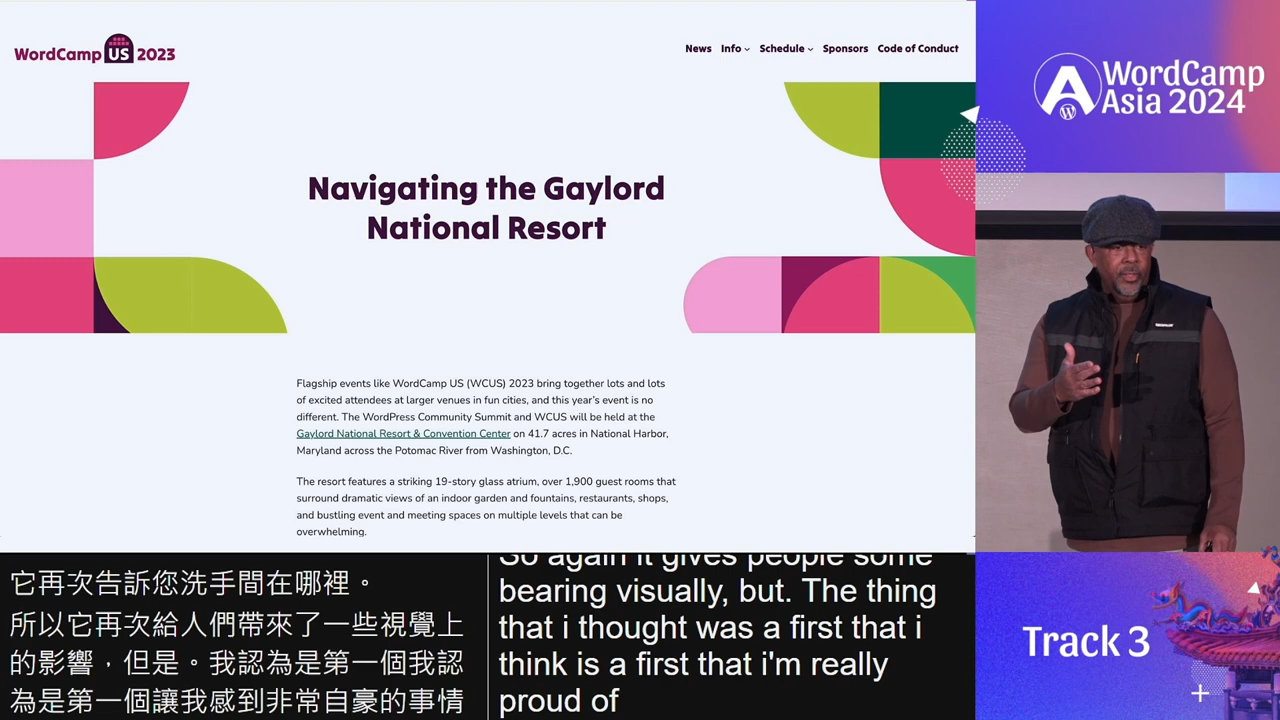 WordCamp US 2023
News Info Schedule Sponsors Code of Conduct
Navigating the Gaylord
National Resort
Flagship events like WordCamp US (WCUS) 2023 bring together lots and lots
of excited attendees at larger venues in fun cities, and this year's event is no
different. The WordPress Community Summit and WCUS will be held at the
Gaylord National Resort & Convention Center on 41.7 acres in National Harbor,
Maryland across the Potomac River from Washington, D.C.
The resort features a striking 19-story glass atrium, over 1,900 guest rooms that
surround dramatic views of an indoor garden and fountains, restaurants, shops,
and bustling event and meeting spaces on multiple levels that can be
overwhelming.
WordCamp
Asia 2024
它再次告訴您洗手間在哪裡。
所以它再次給人們帶來了一些視覺上
的影響，但是。我認為是第一個我認
為是第一個讓我感到非常自豪的事情
So again it gives people some
bearing visually, but. The thing
that i thought was a first that i
think is a first that i'm really
proud of
Track 3